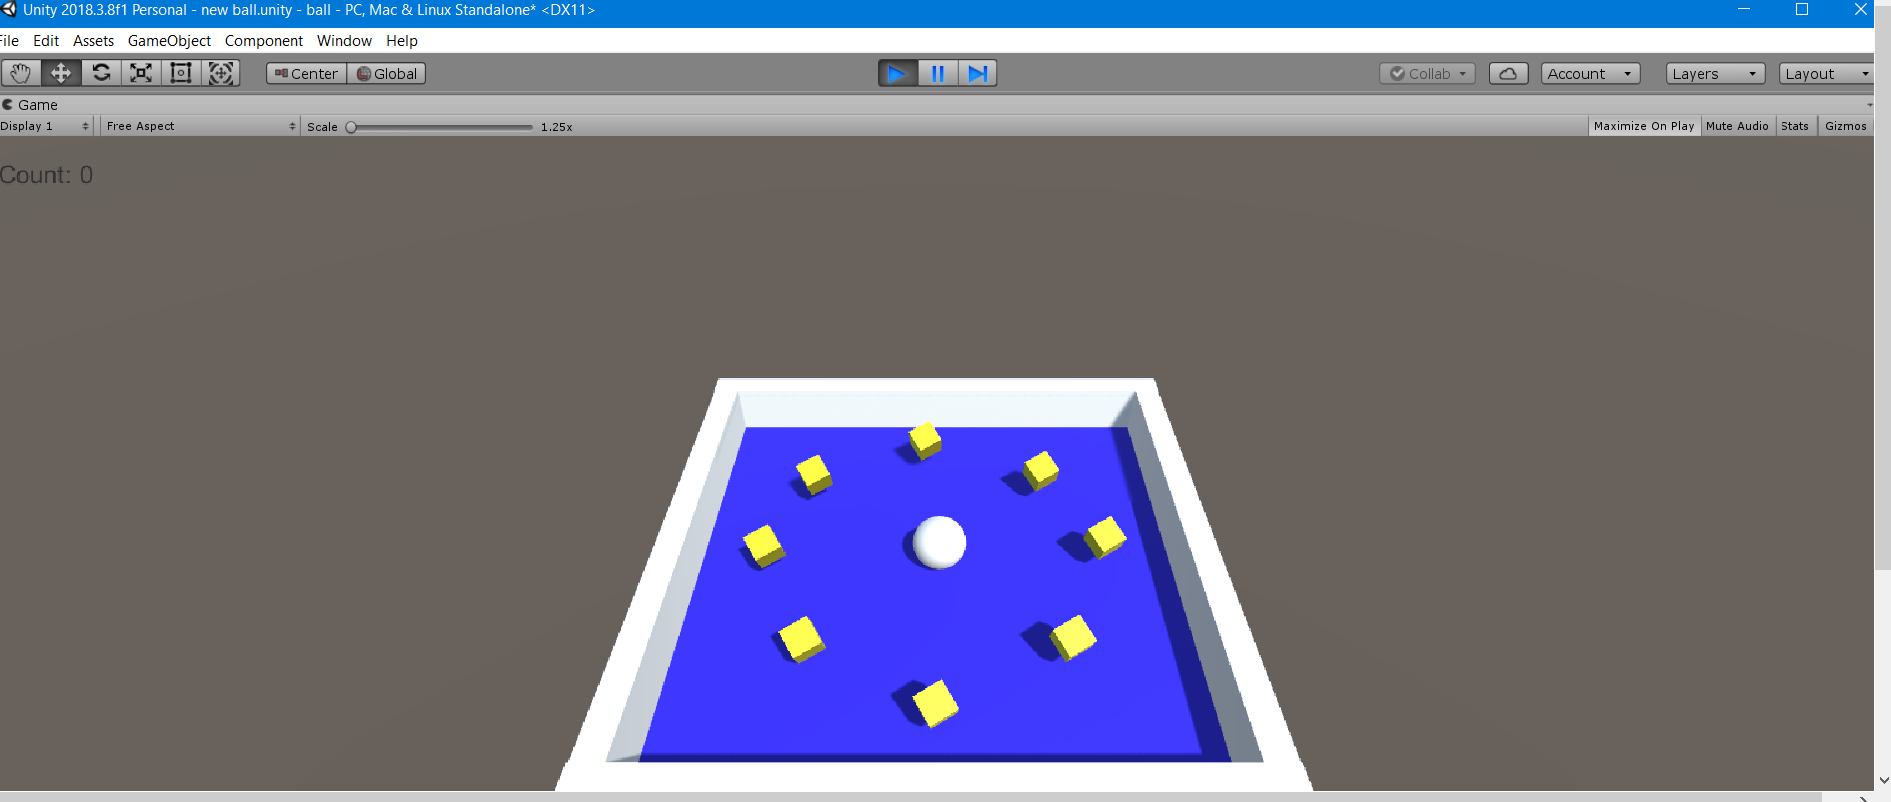 Unity 2018.3.8f1 Personal - new ball.unity - ball - PC, Mac & Linux Standalone* <DX11>
ile Edit Assets GameObject Component Window Help
Center Global Collab Account Layers Layout
Game
Display 1 Free Aspect Scale 1.25x Maximize On Play Mute Audio Stats Gizmos
Count: 0